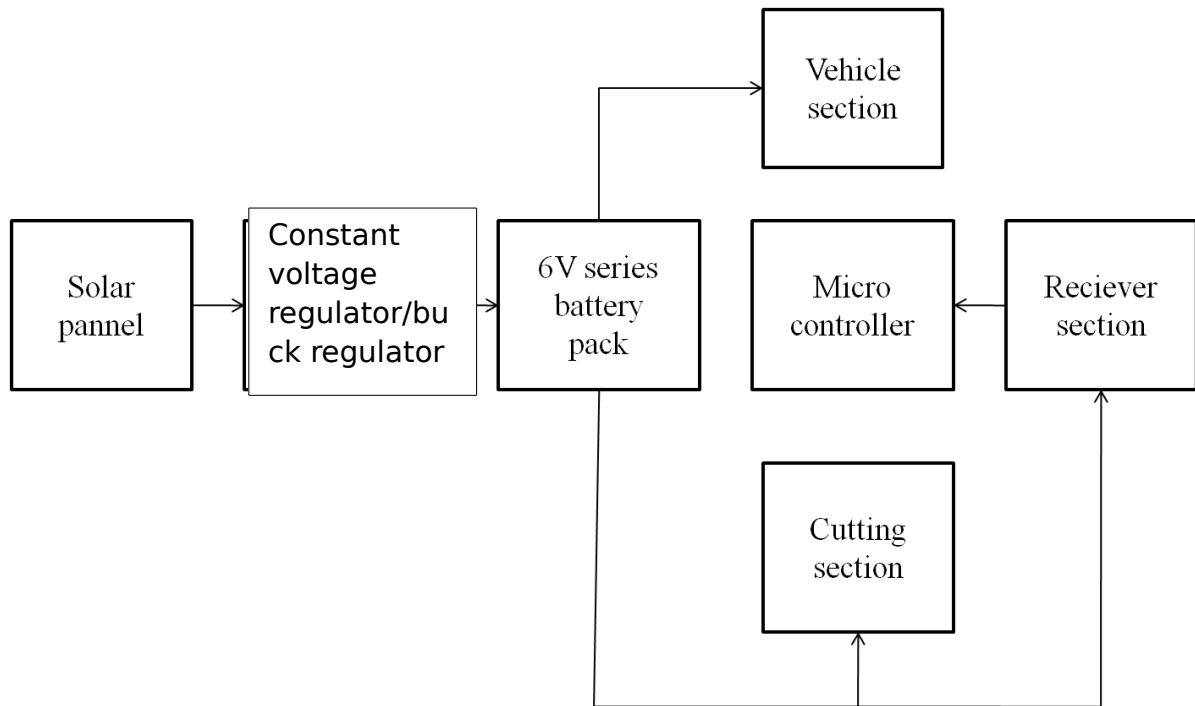 Vehicle
section
Solar
pannel
Constant
voltage
regulator/bu
ck regulator
6V series
battery
pack
Micro
controller
Reciever
section
Cutting
section